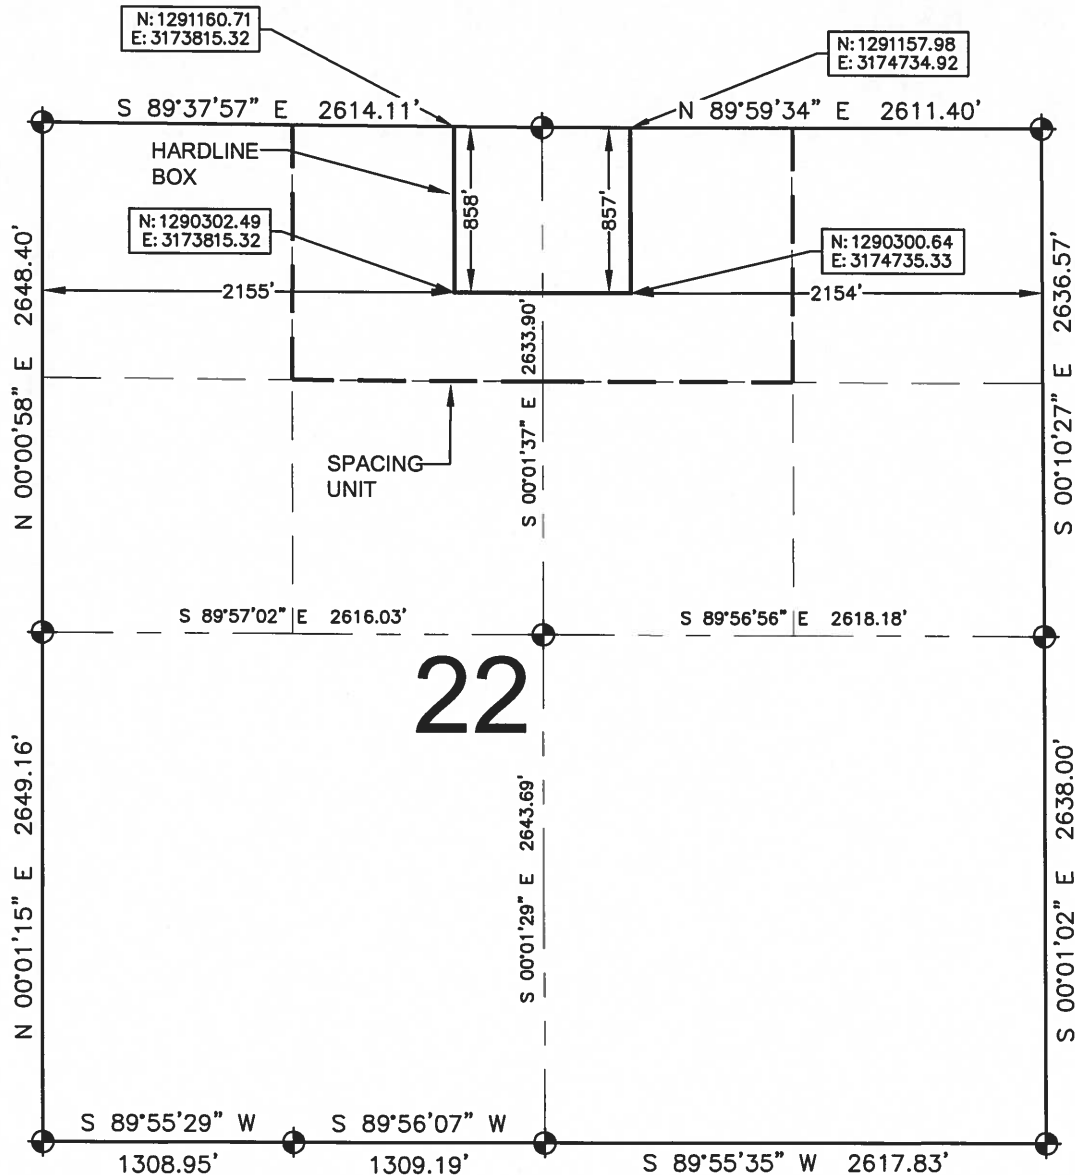 N: 1291160.71
E: 3173815.32
N: 1291157.98
E: 3174734.92
S 89°37'57" E 2614.11'
N 89°59'34" E 2611.40'
HARDLINE
BOX
858'
857'
N: 1290302.49
E: 3173815.32
N: 1290300.64
E: 3174735.33
2155'
2154'
N 00°00'58" E 2648.40'
S 00°01'37" E 2633.90'
S 00°10'27" E 2636.57'
SPACING
UNIT
S 89°57'02" E 2616.03'
S 89°56'56" E 2618.18'
22
N 00°01'15" E 2649.16'
S 00°01'29" E 2643.69'
S 00°01'02" E 2638.00'
S 89°55'29" W
1308.95'
S 89°56'07" W
1309.19'
S 89°55'35" W 2617.83'